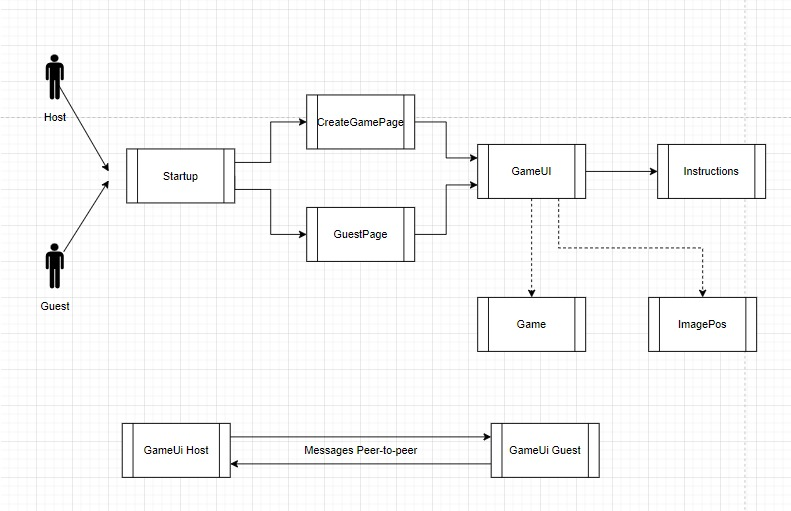 Host
CreateGamePage
Startup
GameUI
Instructions
GuestPage
Guest
Game
ImagePos
GameUi Host
Messages Peer-to-peer
GameUi Guest